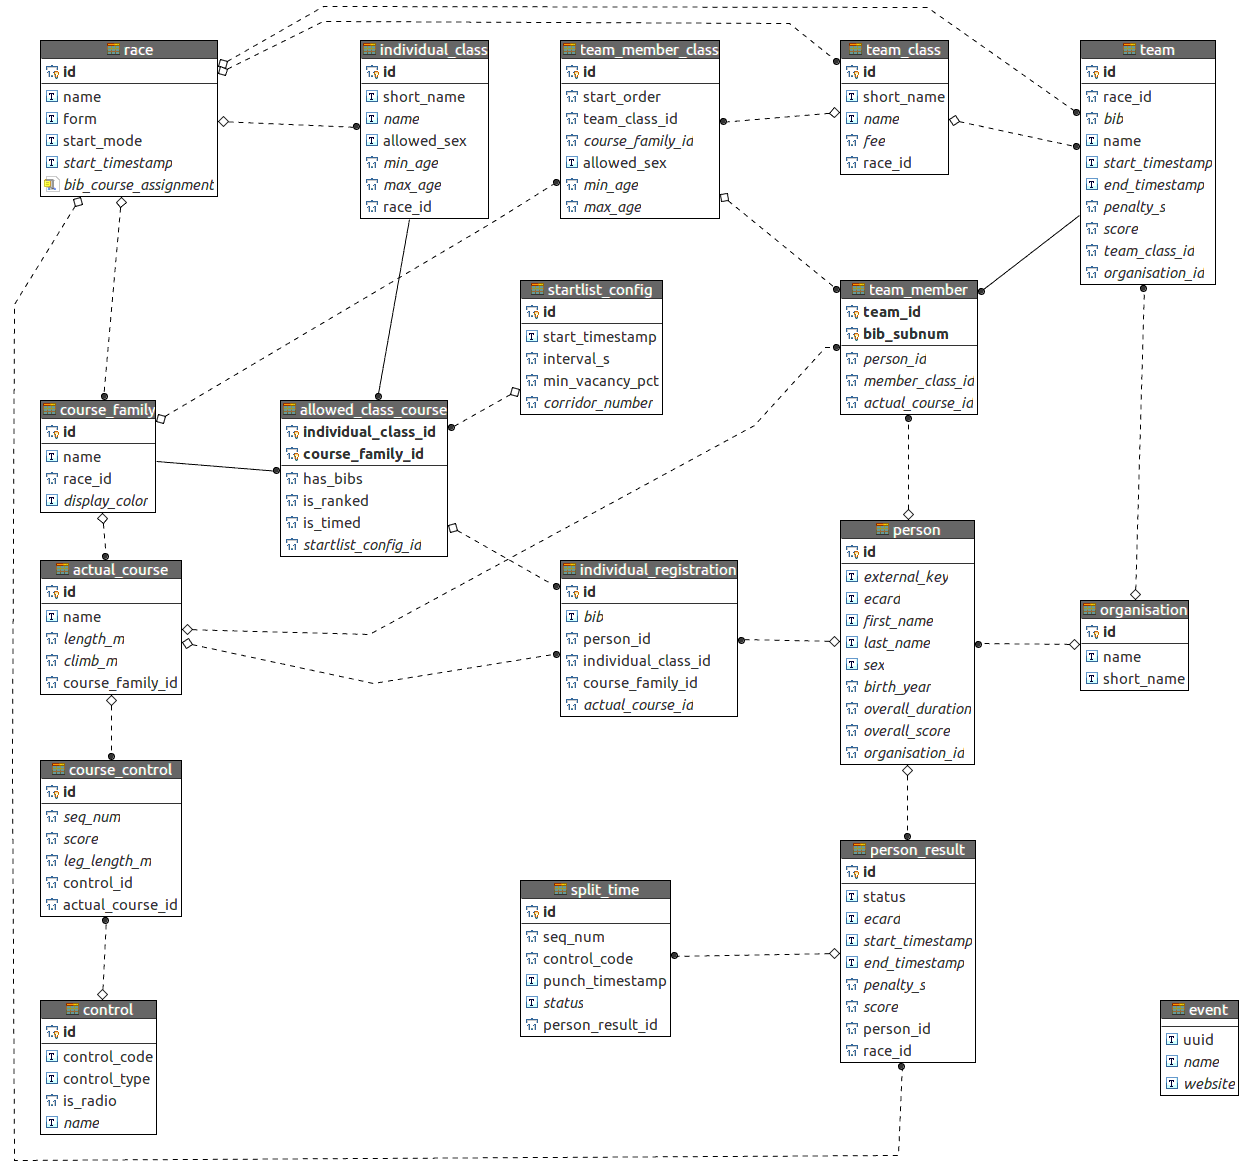 race
id
name
form
start_mode
start_timestamp
bib_course_assignment
individual_class
id
short_name
name
allowed_sex
min_age
max_age
race_id
team_member_class
id
start_order
team_class_id
course_family_id
allowed_sex
min_age
max_age
team_class
id
short_name
name
fee
race_id
team
id
race_id
bib
name
start_timestamp
end_timestamp
penalty_s
score
team_class_id
organisation_id
startlist_config
id
start_timestamp
interval_s
min_vacancy_pct
corridor_number
team_member
team_id
bib_subnum
person_id
member_class_id
actual_course_id
course_family
id
name
race_id
display_color
allowed_class_course
individual_class_id
course_family_id
has_bibs
is_ranked
is_timed
startlist_config_id
actual_course
id
name
length_m
climb_m
course_family_id
individual_registration
id
bib
person_id
individual_class_id
course_family_id
actual_course_id
person
id
external_key
ecard
first_name
last_name
sex
birth_year
overall_duration
overall_score
organisation_id
organisation
id
name
short_name
course_control
id
seq_num
score
leg_length_m
control_id
actual_course_id
split_time
id
seq_num
control_code
punch_timestamp
status
person_result_id
person_result
id
status
ecard
start_timestamp
end_timestamp
penalty_s
score
person_id
race_id
control
id
control_code
control_type
is_radio
name
event
uuid
name
website